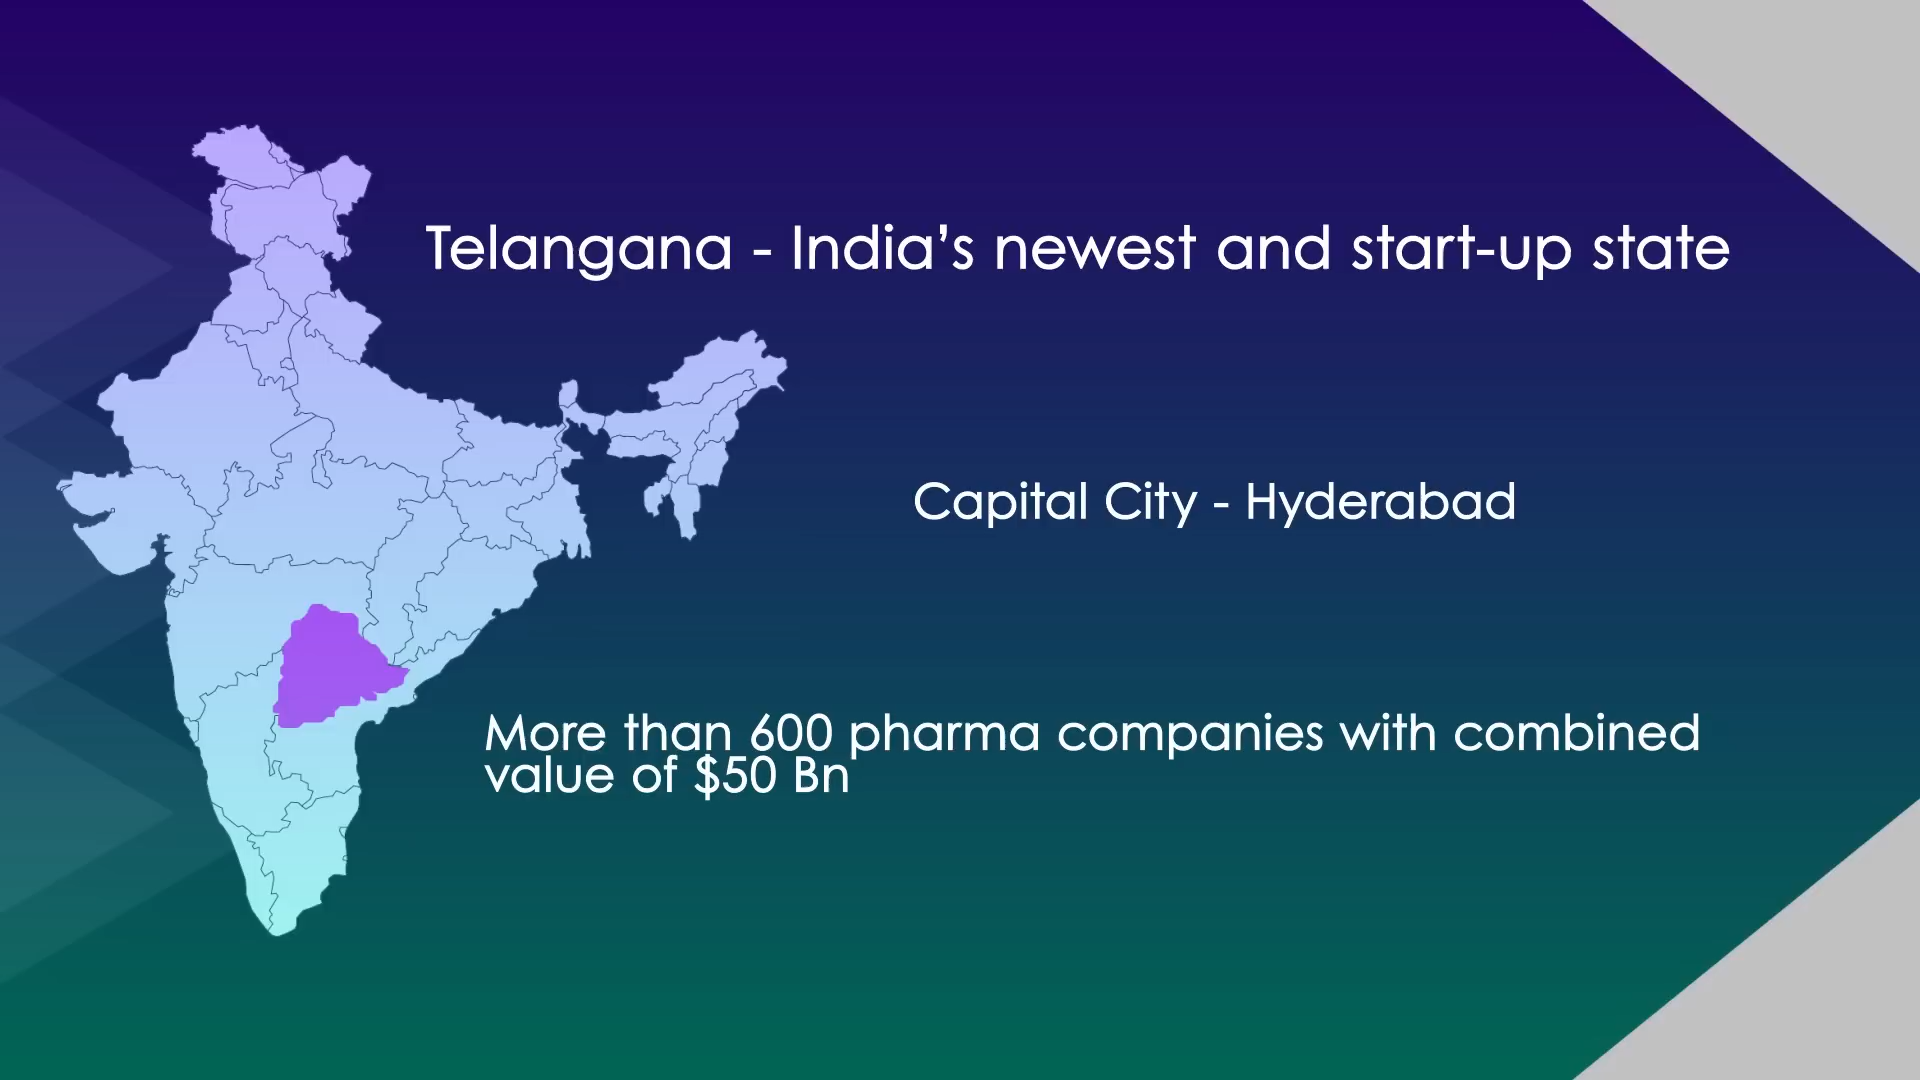 Telangana - India’s newest and start-up state
Capital City - Hyderabad
More than 600 pharma companies with combined
value of $50 Bn